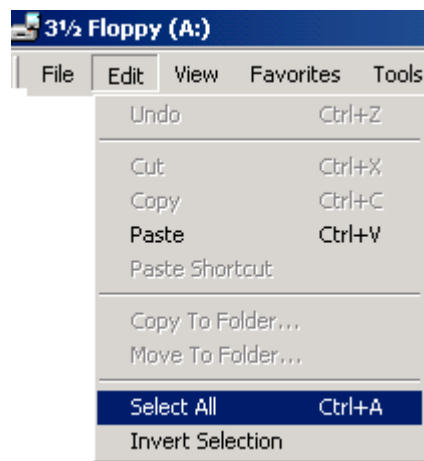 3½ Floppy (A:)
File Edit View Favorites Tools
Undo Ctrl+Z
Cut Ctrl+X
Copy Ctrl+C
Paste Ctrl+V
Paste Shortcut
Copy To Folder...
Move To Folder...
Select All Ctrl+A
Invert Selection